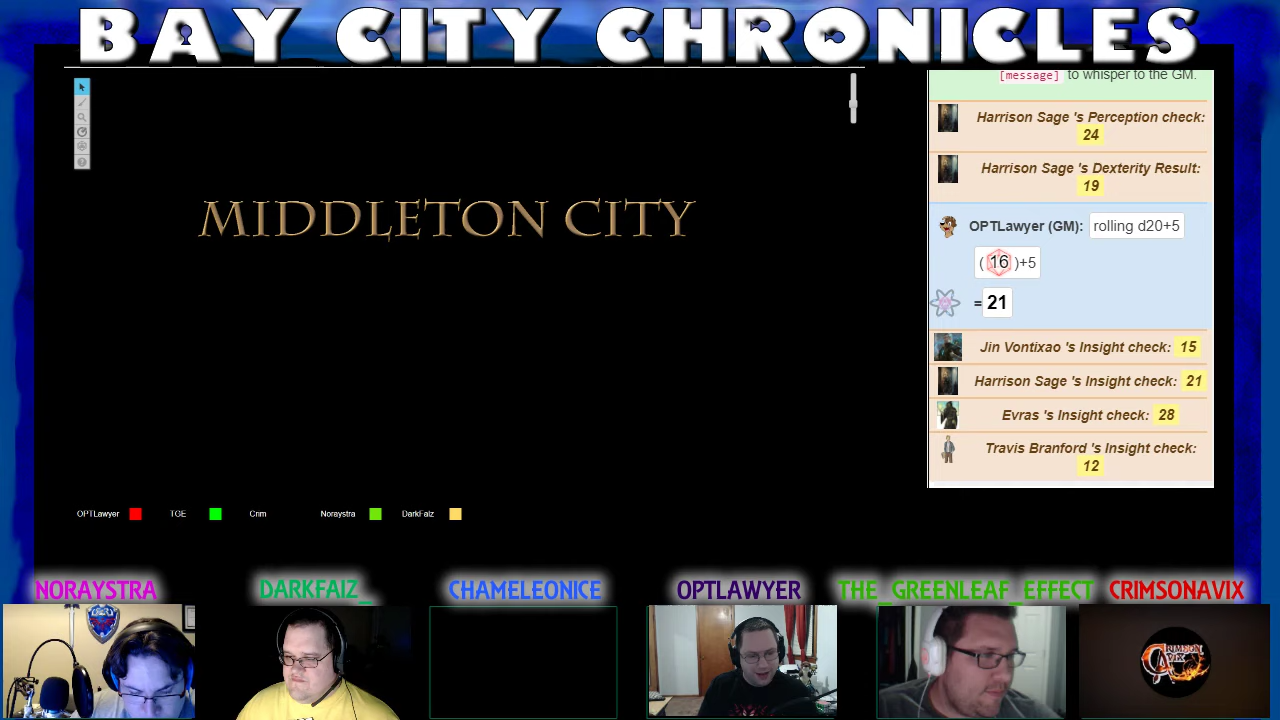 BAY CITY CHRONICLES
[message] to whisper to the GM.
Harrison Sage 's Perception check:
24
Harrison Sage 's Dexterity Result:
19
OPTLawyer (GM): rolling d20+5
( 16 )+5
=21
Jin Vontixao 's Insight check: 15
Harrison Sage 's Insight check: 21
Evras 's Insight check: 28
Travis Branford 's Insight check:
12
MIDDLETON CITY
OPTLawyer TGE Crim Noraystra DarkFaiz
NORAYSTRA DARKFAIZ_ CHAMELEONICE OPTLAWYER THE_GREENLEAF_EFFECT CRIMSONAVIX
CRIMSON
AVIX